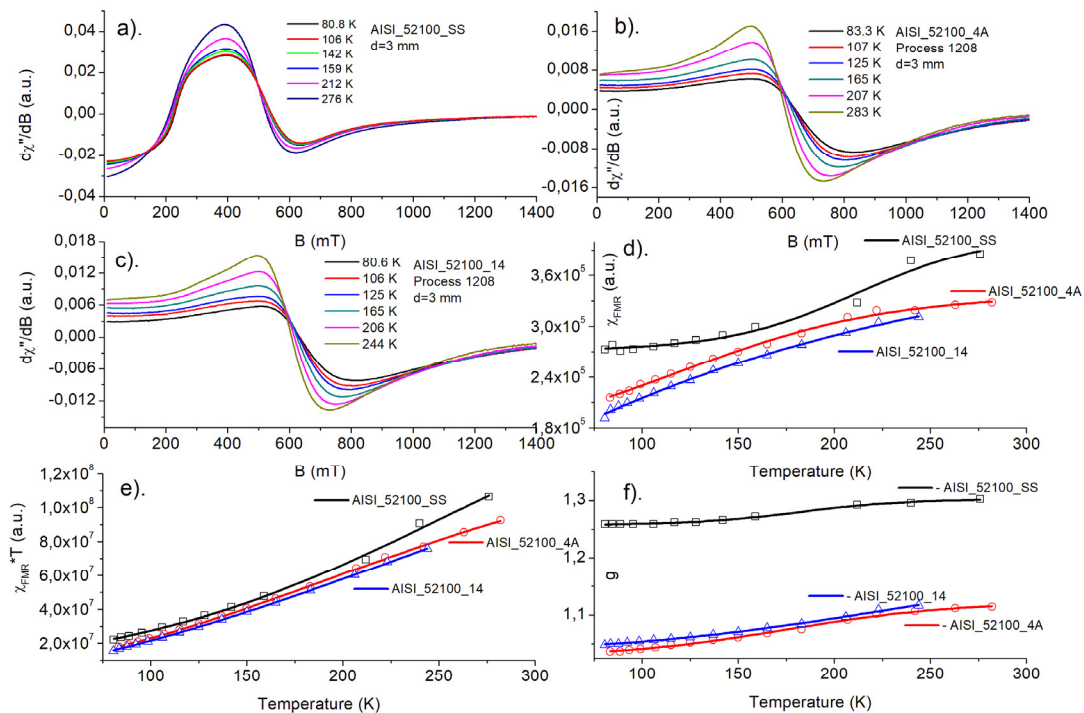 a).
AISI_52100_SS
d=3 mm
80.8 K
106 K
142 K
159 K
212 K
276 K
0,04
0,02
0,00
-0,02
-0,04
dχ"/dB (a.u.)
0 200 400 600 800 1000 1200 1400
B (mT)
b).
AISI_52100_4A
Process 1208
d=3 mm
83.3 K
107 K
125 K
165 K
207 K
283 K
0,016
0,008
0,000
-0,008
-0,016
dχ"/dB (a.u.)
0 200 400 600 800 1000 1200 1400
B (mT)
c).
AISI_52100_14
Process 1208
d=3 mm
80.6 K
106 K
125 K
165 K
206 K
244 K
0,018
0,012
0,006
0,000
-0,006
-0,012
dχ"/dB (a.u.)
0 200 400 600 800 1000 1200 1400
B (mT)
d).
AISI_52100_SS
AISI_52100_4A
AISI_52100_14
3,6x10⁵
3,0x10⁵
2,4x10⁵
1,8x10⁵
χFMR (a.u.)
100 150 200 250 300
Temperature (K)
e).
AISI_52100_SS
AISI_52100_4A
AISI_52100_14
1,2x10⁸
1,0x10⁸
8,0x10⁷
6,0x10⁷
4,0x10⁷
2,0x10⁷
0,0
χFMR*T (a.u.)
100 150 200 250 300
Temperature (K)
f).
- AISI_52100_SS
- AISI_52100_14
- AISI_52100_4A
1,3
1,2
1,1
g
100 150 200 250 300
Temperature (K)